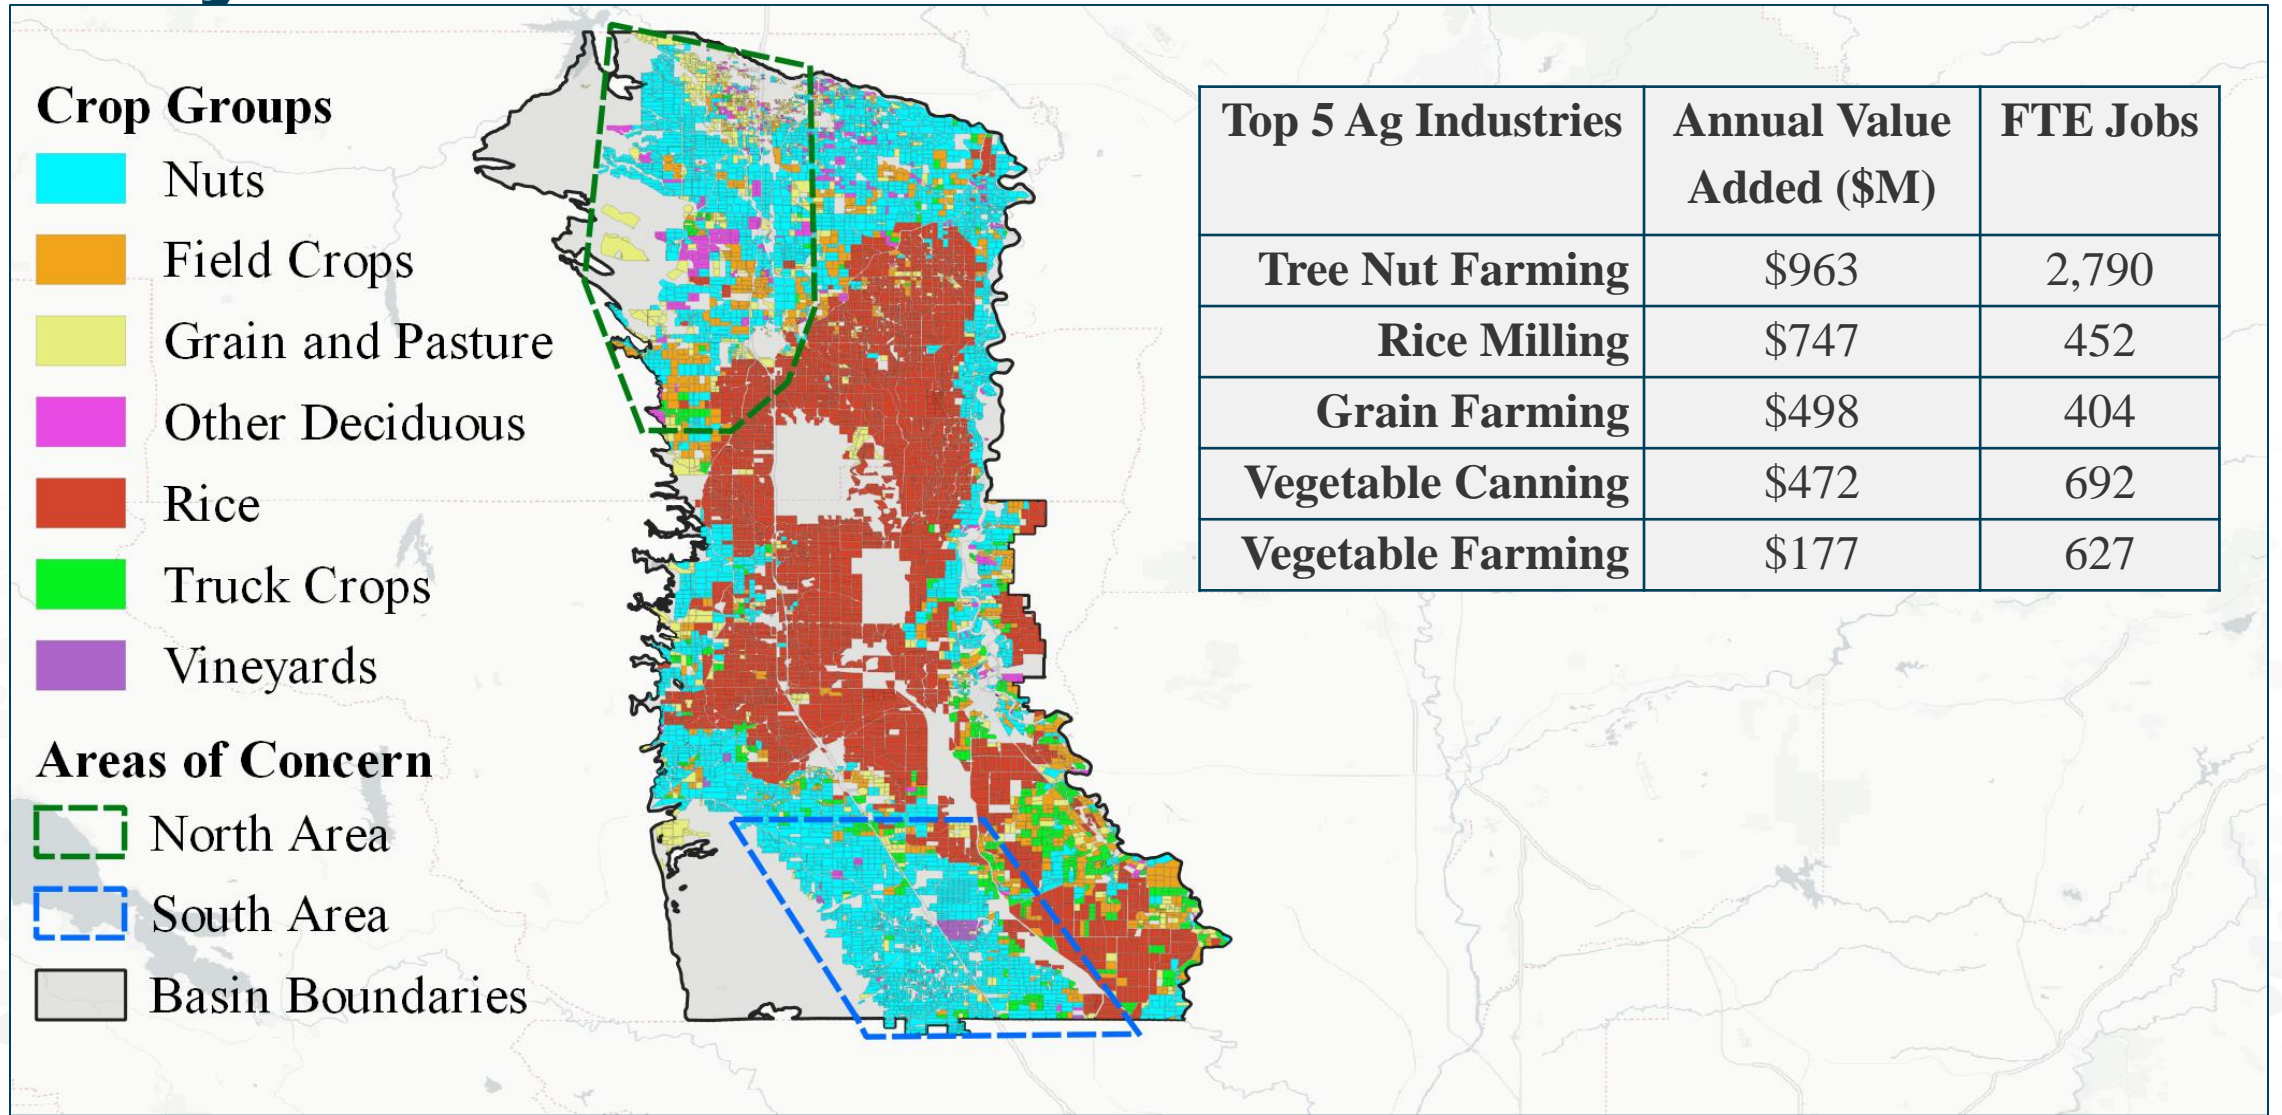 Crop Groups
Nuts
Field Crops
Grain and Pasture
Other Deciduous
Rice
Truck Crops
Vineyards
Areas of Concern
North Area
South Area
Basin Boundaries
Top 5 Ag Industries Annual Value Added ($M) FTE Jobs
Tree Nut Farming $963 2,790
Rice Milling $747 452
Grain Farming $498 404
Vegetable Canning $472 692
Vegetable Farming $177 627